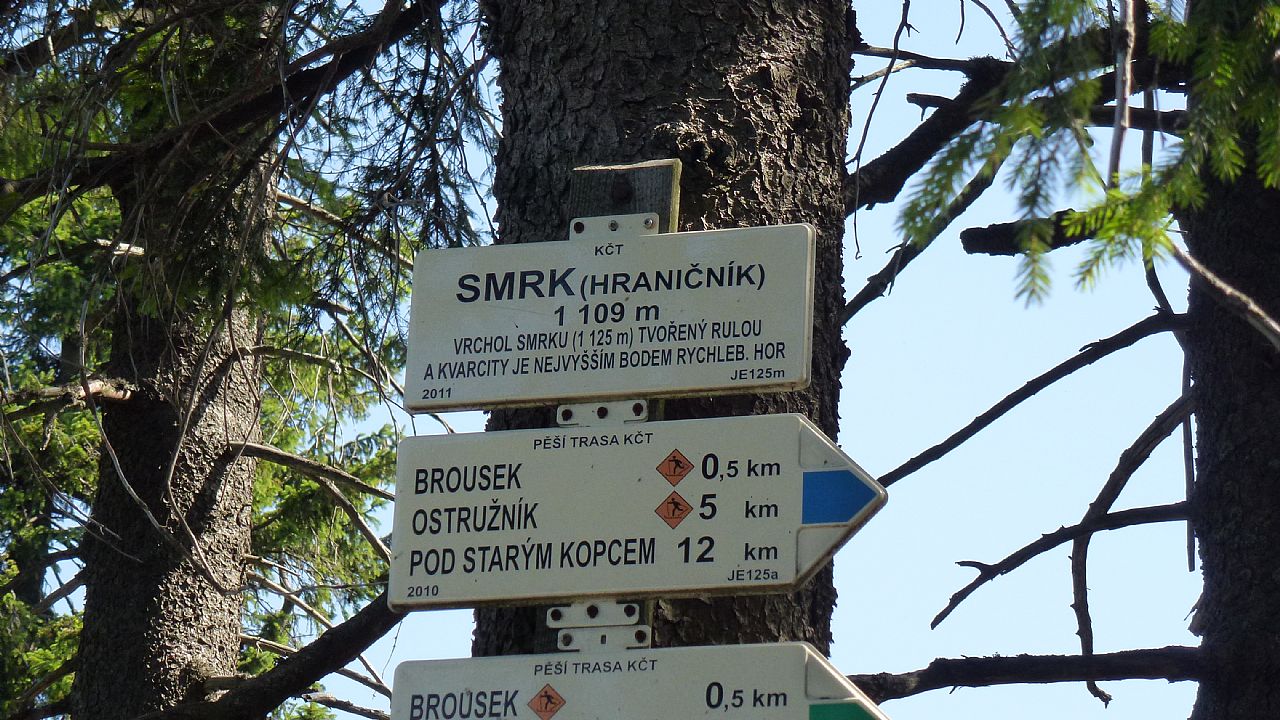 KČT
SMRK (HRANIČNÍK)
1 109 m
VRCHOL SMRKU (1 125 m) TVOŘENÝ RULOU
A KVARCITY JE NEJVYŠŠÍM BODEM RYCHLEB. HOR
2011 JE125m
PĚŠÍ TRASA KČT
BROUSEK 0,5 km
OSTRUŽNÍK 5 km
POD STARÝM KOPCEM 12 km
2010 JE125a
PĚŠÍ TRASA KČT
BROUSEK 0,5 km